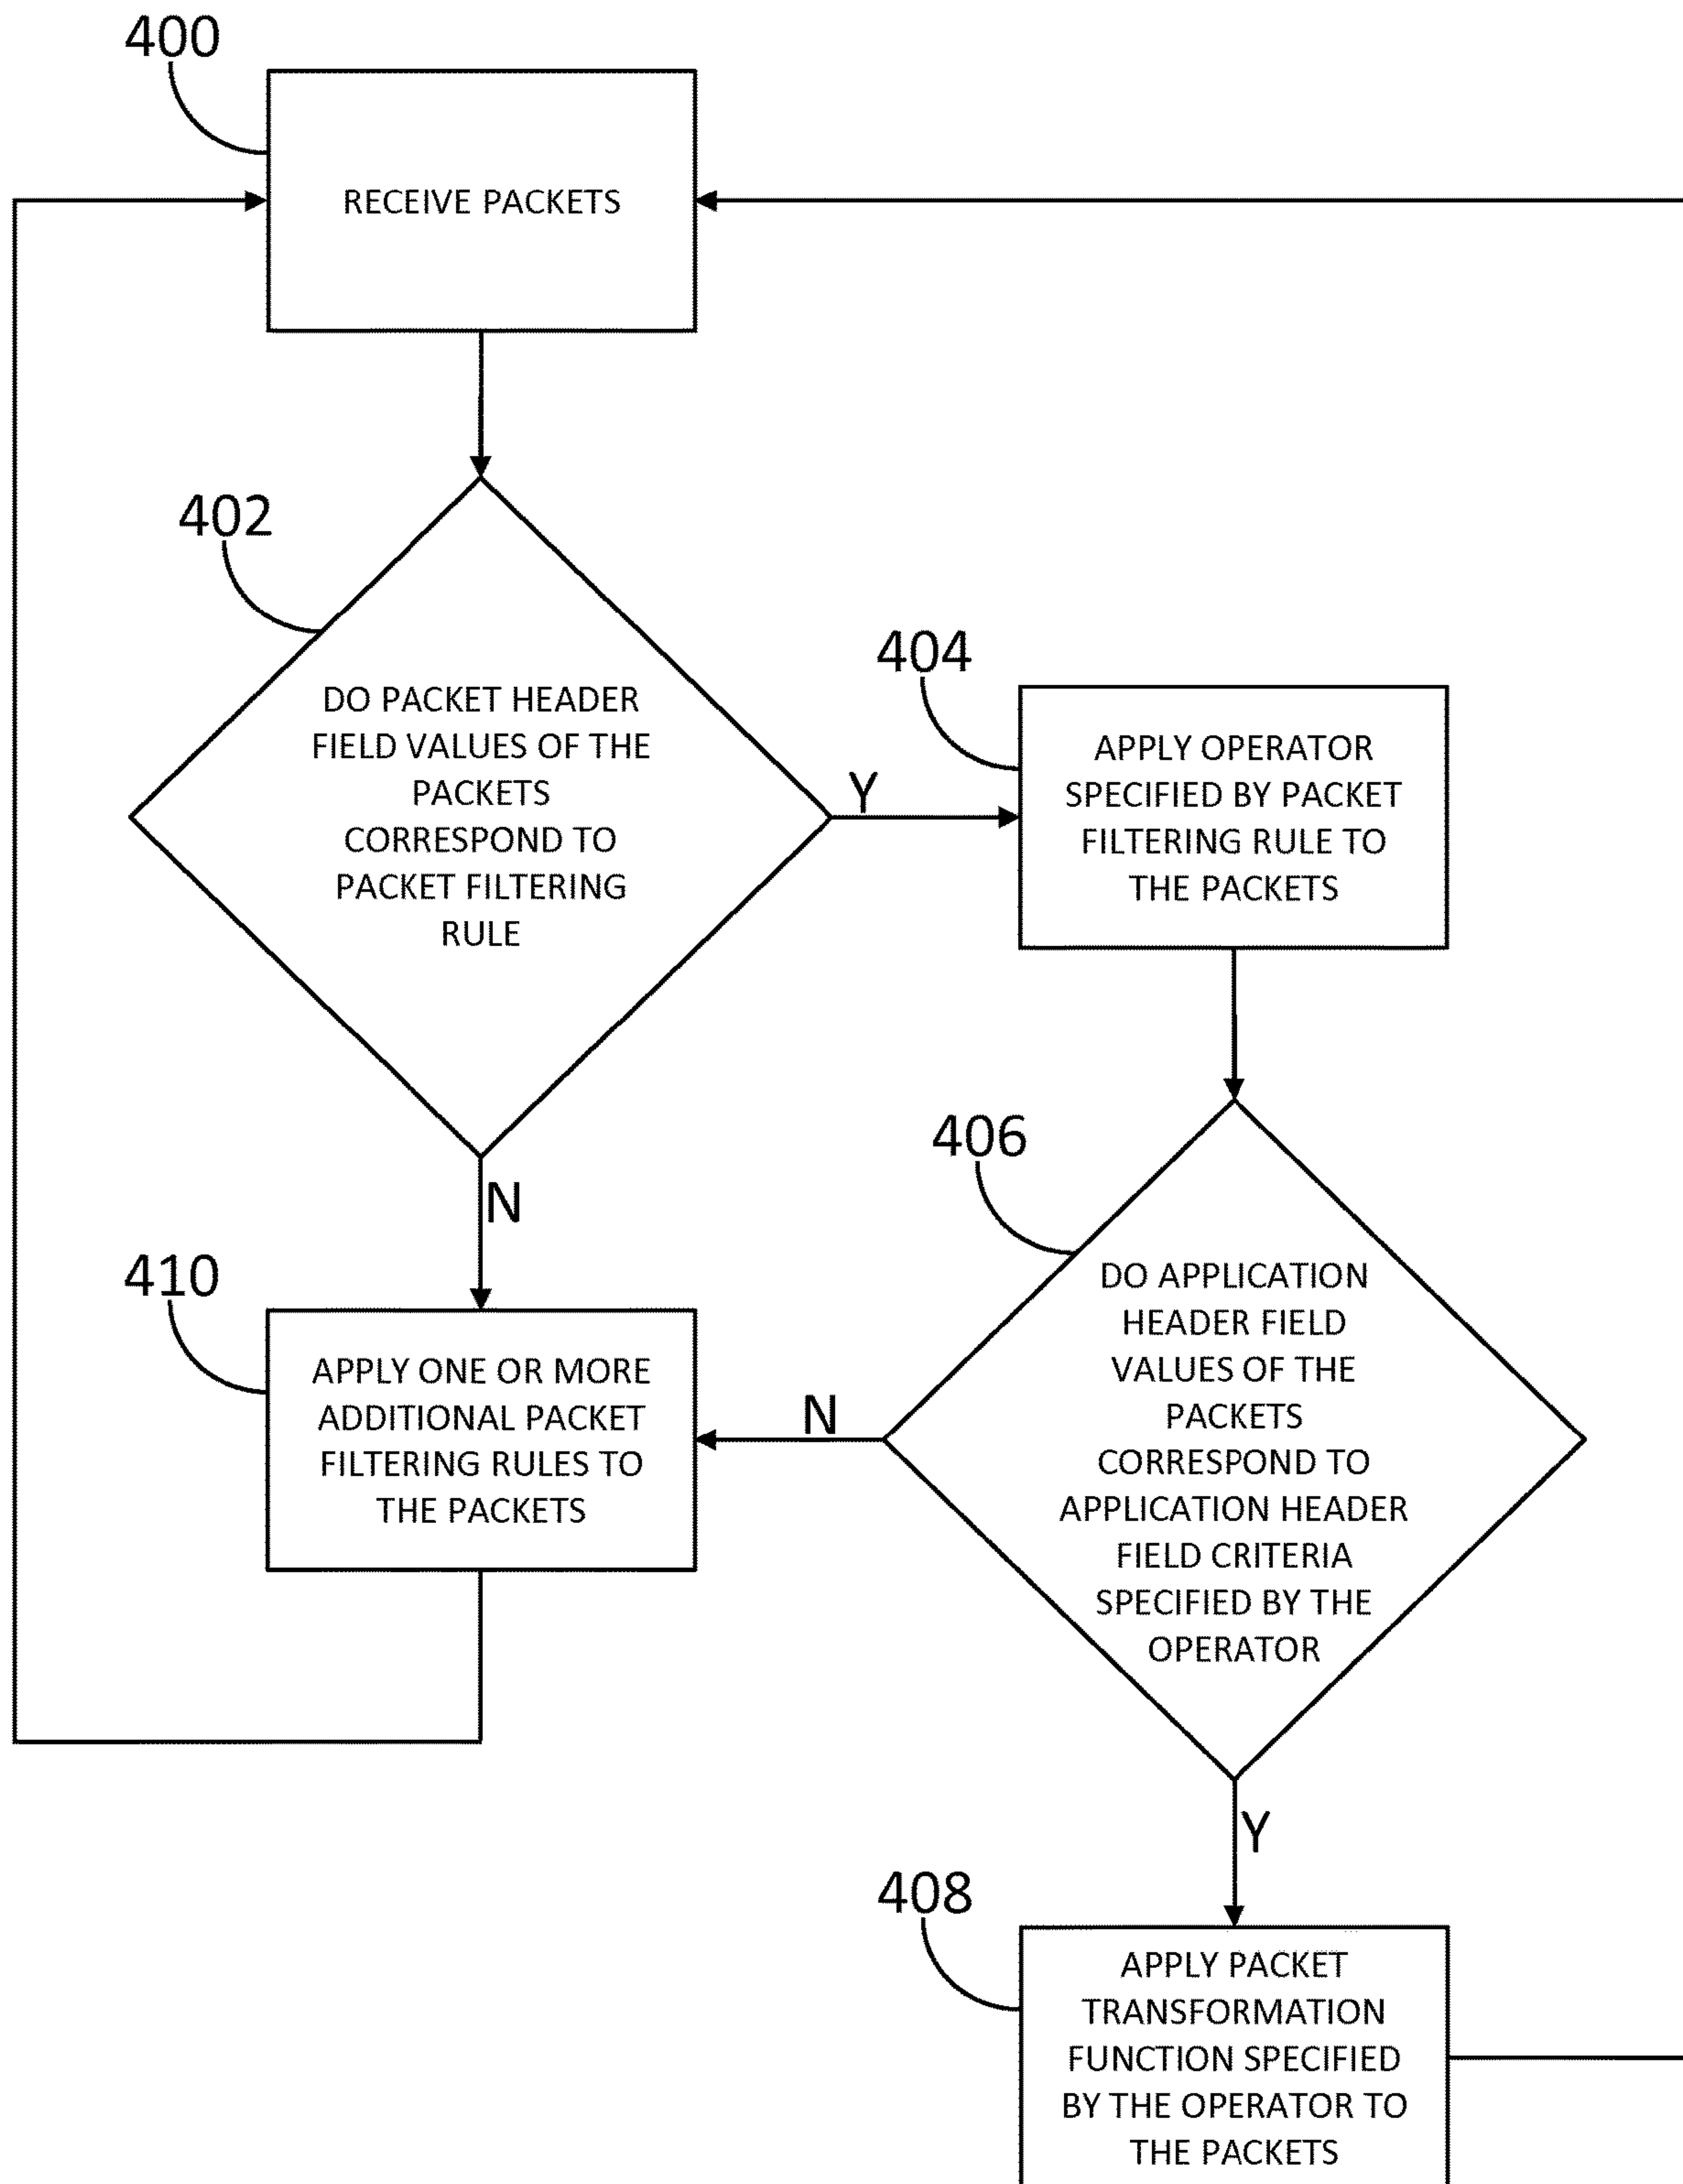 400
RECEIVE PACKETS
402
DO PACKET HEADER
FIELD VALUES OF THE
PACKETS
CORRESPOND TO
PACKET FILTERING
RULE
Y
404
APPLY OPERATOR
SPECIFIED BY PACKET
FILTERING RULE TO
THE PACKETS
N
406
DO APPLICATION
HEADER FIELD
VALUES OF THE
PACKETS
CORRESPOND TO
APPLICATION HEADER
FIELD CRITERIA
SPECIFIED BY THE
OPERATOR
N
410
APPLY ONE OR MORE
ADDITIONAL PACKET
FILTERING RULES TO
THE PACKETS
Y
408
APPLY PACKET
TRANSFORMATION
FUNCTION SPECIFIED
BY THE OPERATOR TO
THE PACKETS